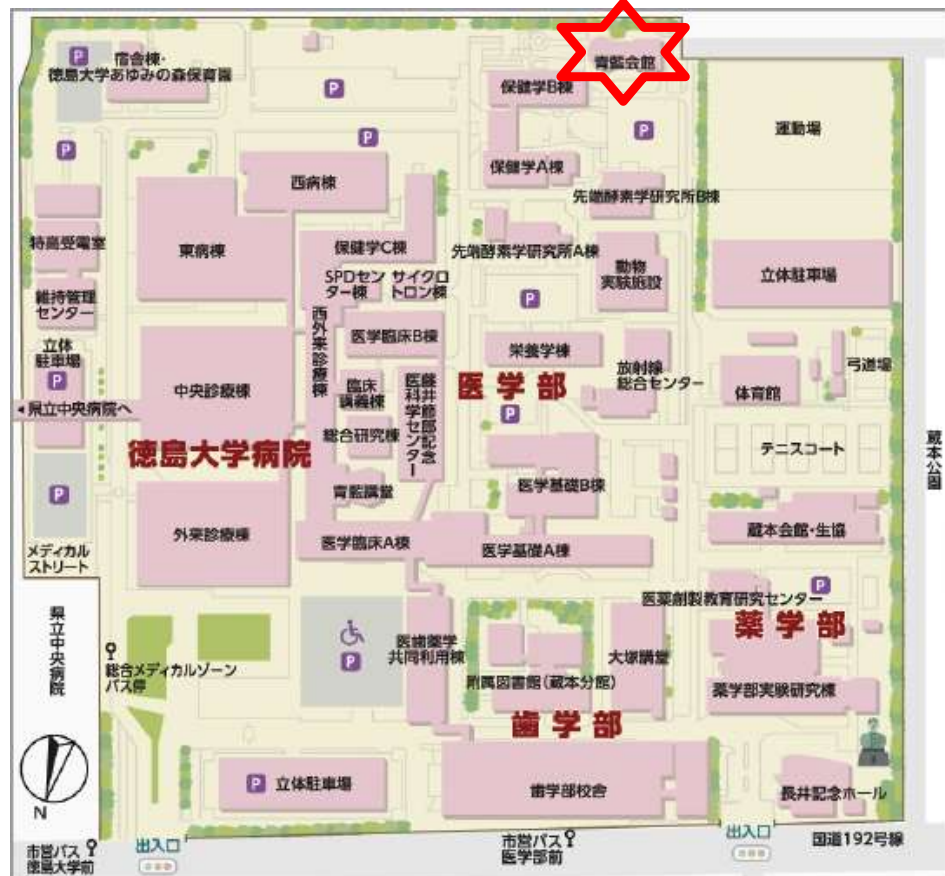 青藍会館
宿舎棟・
徳島大学あゆみの森保育園
P
P
保健学B棟
P
運動場
P
P
保健学A棟
西病棟
先端酵素学研究所B棟
特高受電室
東病棟
保健学C棟
先端酵素学研究所A棟
動物
実験施設
立体駐車場
SPDセン
ター棟
サイクロ
トロン棟
維持管理
センター
P
西外来診療棟
医学臨床B棟
栄養学棟
立体
駐車場
P
放射線
総合センター
弓道場
体育館
中央診療棟
臨床
講義棟
藤井節郎記念
医科学センター
医学部
P
◂県立中央病院へ
総合研究棟
徳島大学病院
テニスコート
蔵本公園
P
青藍講堂
医学基礎B棟
外来診療棟
医学臨床A棟
医学基礎A棟
蔵本会館・生協
メディカル
ストリート
医薬創製教育研究センター
P
県立中央病院
薬学部
総合メディカルゾーン
バス停
P
医歯薬学
共同利用棟
大塚講堂
附属図書館(蔵本分館)
薬学部実験研究棟
歯学部
N
P
立体駐車場
歯学部校舎
長井記念ホール
市営バス
徳島大学前
出入口
市営バス
医学部前
出入口
国道192号線